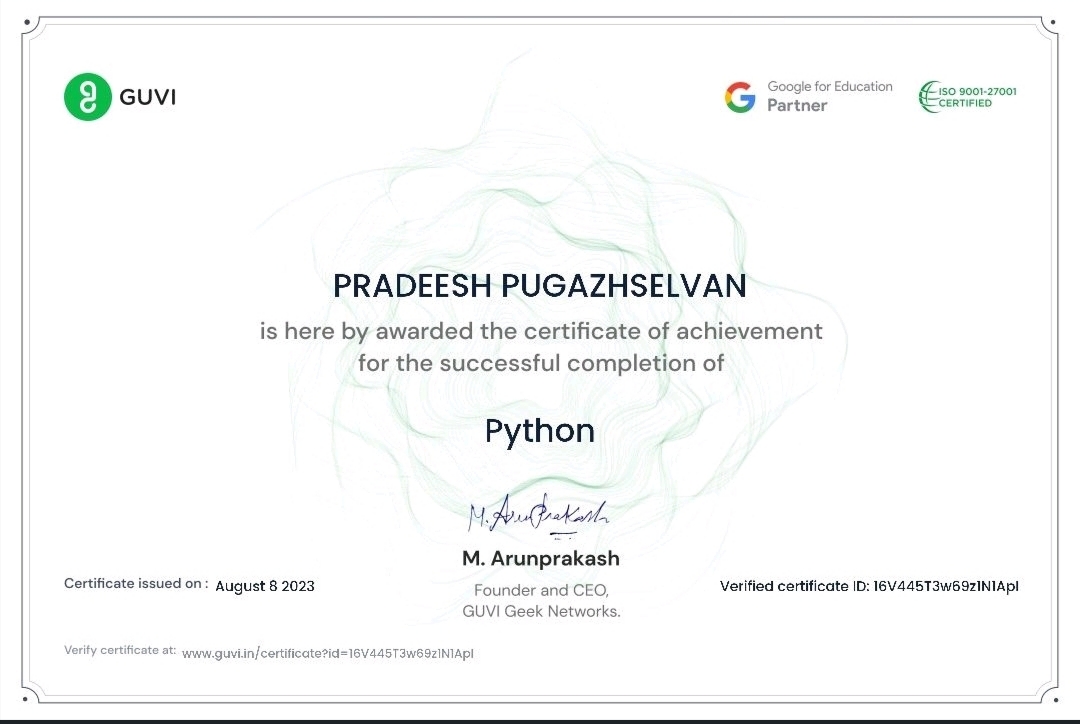 GUVI
Google for Education
Partner
ISO 9001-27001
CERTIFIED
PRADEESH PUGAZHSELVAN
is here by awarded the certificate of achievement
for the successful completion of
Python
M. Arunprakash
M. Arunprakash
Founder and CEO,
GUVI Geek Networks.
Certificate issued on : August 8 2023
Verified certificate ID: 16V445T3w69z1N1ApI
Verify certificate at: www.guvi.in/certificate?id=16V445T3w69z1N1ApI